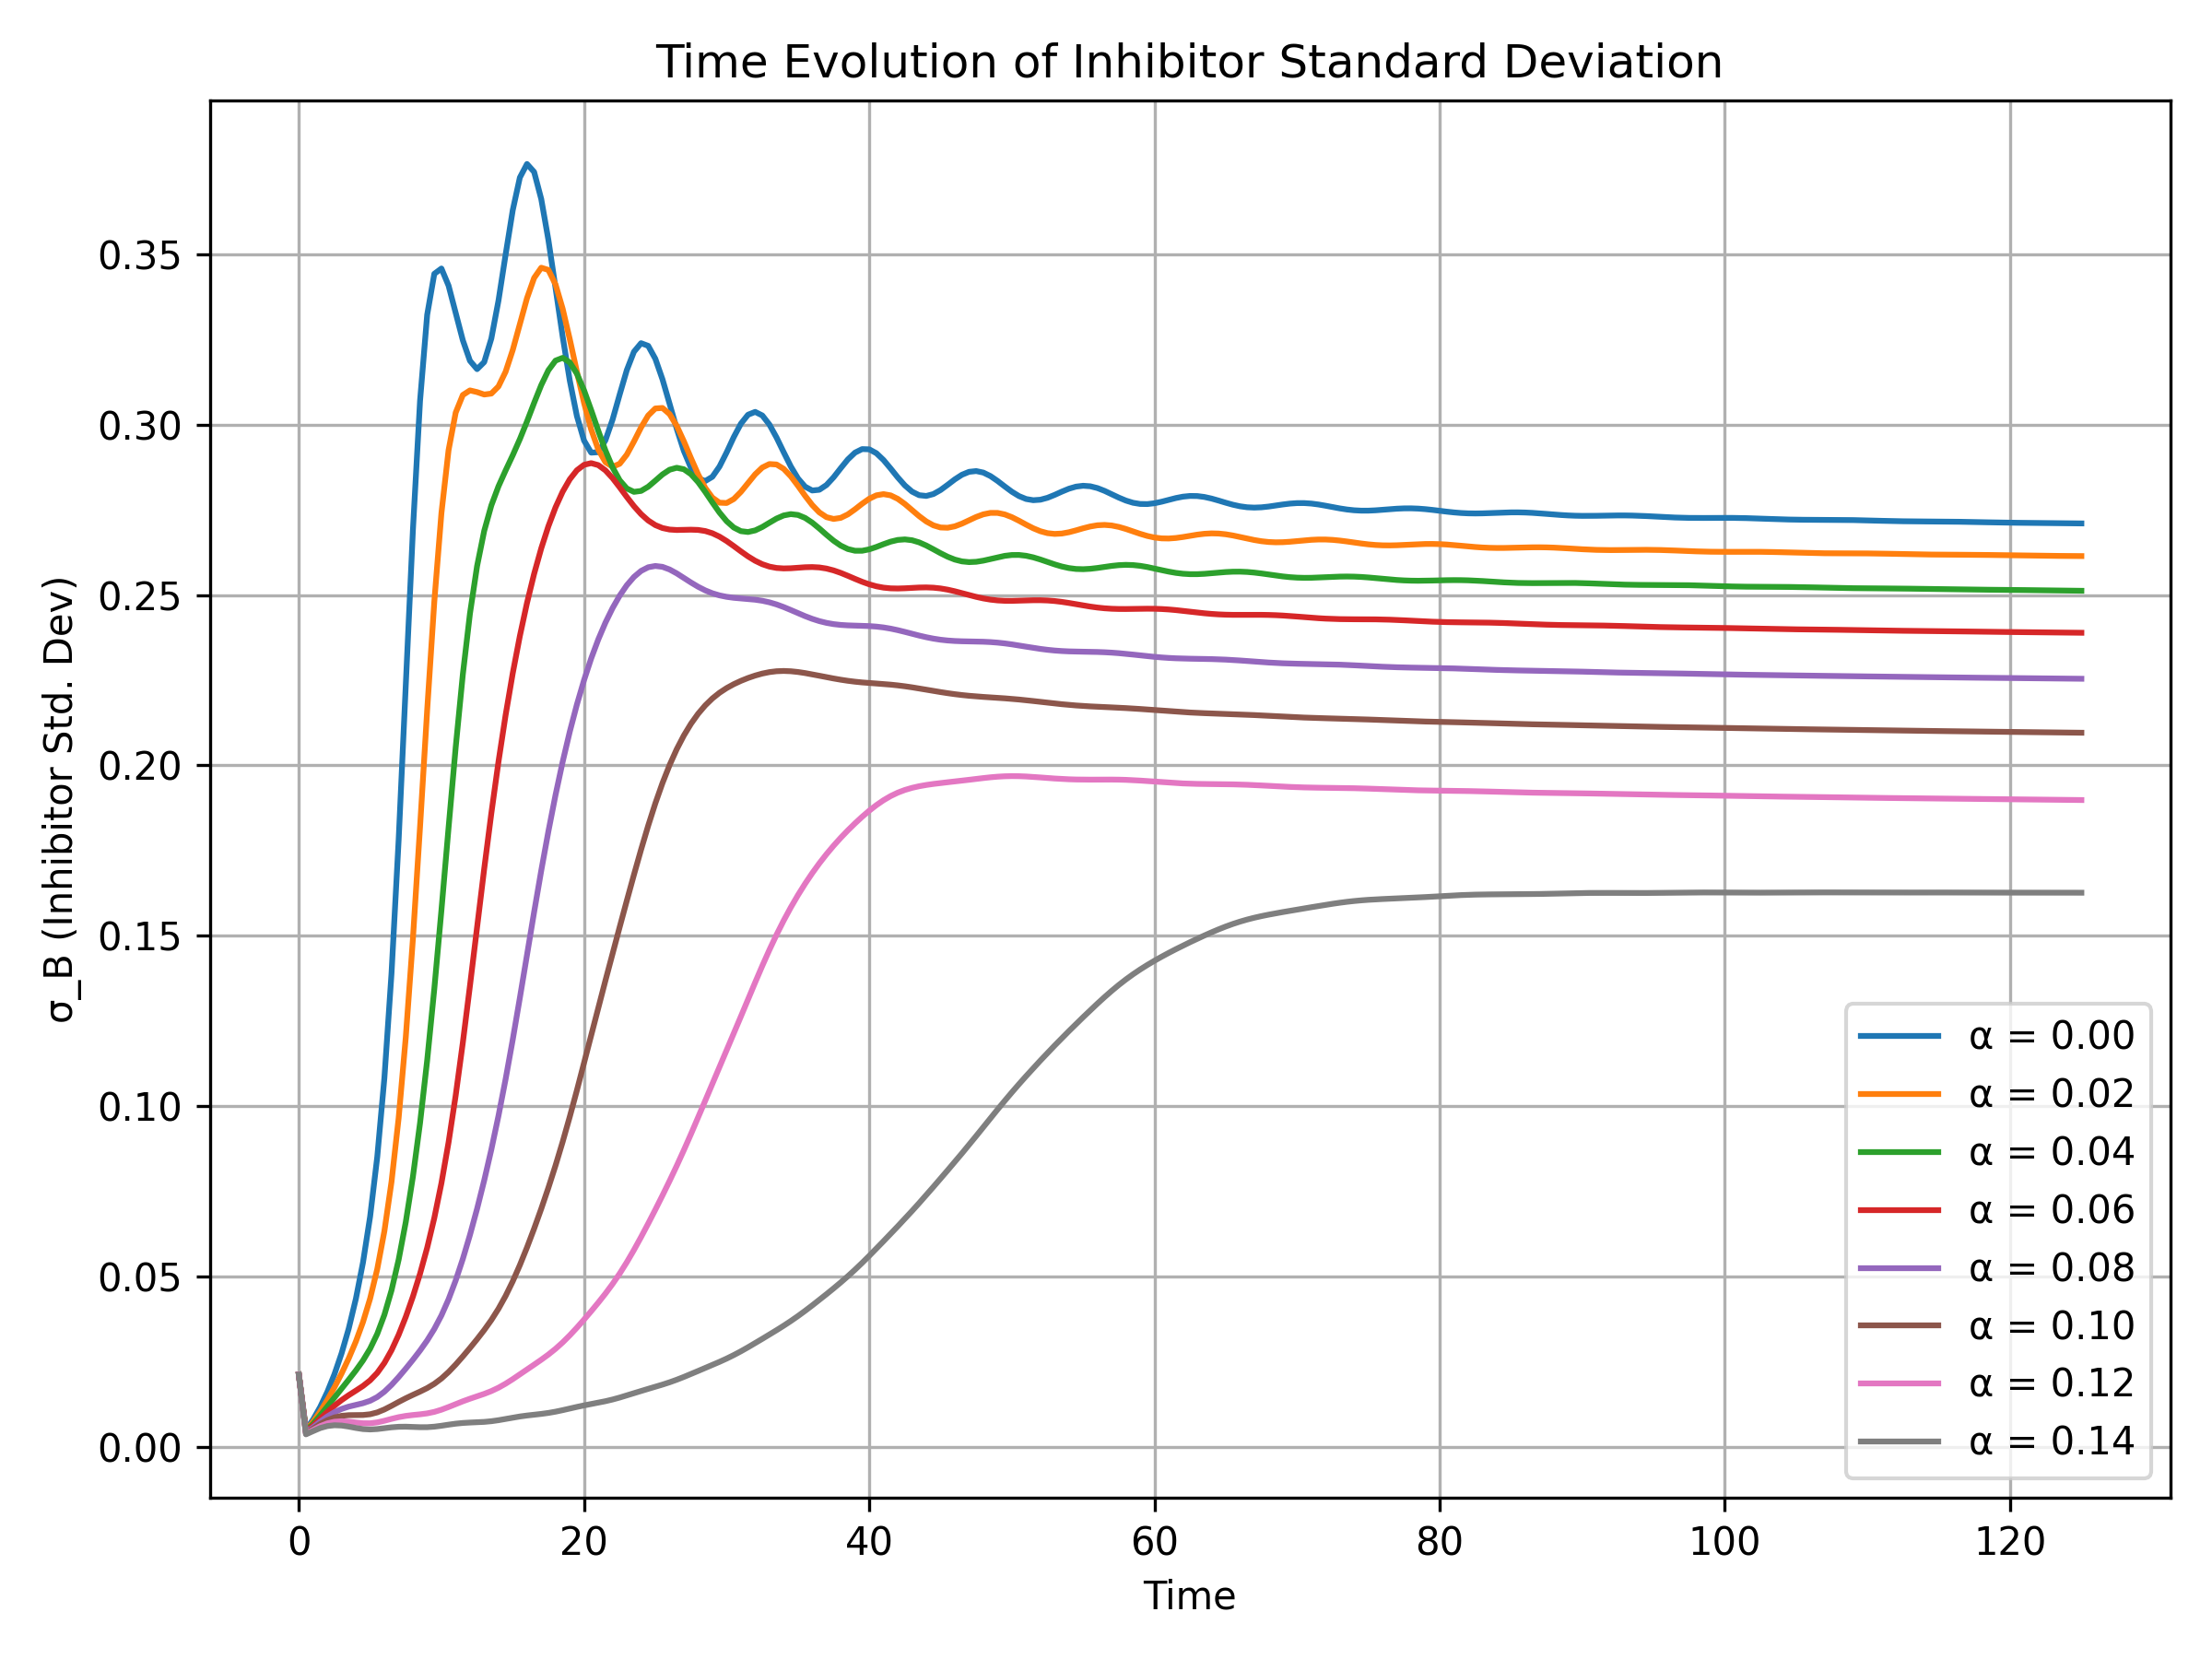 Time Evolution of Inhibitor Standard Deviation
σ_B (Inhibitor Std. Dev)
0.35
0.30
0.25
0.20
0.15
0.10
0.05
0.00
0 20 40 60 80 100 120
Time
α = 0.00
α = 0.02
α = 0.04
α = 0.06
α = 0.08
α = 0.10
α = 0.12
α = 0.14